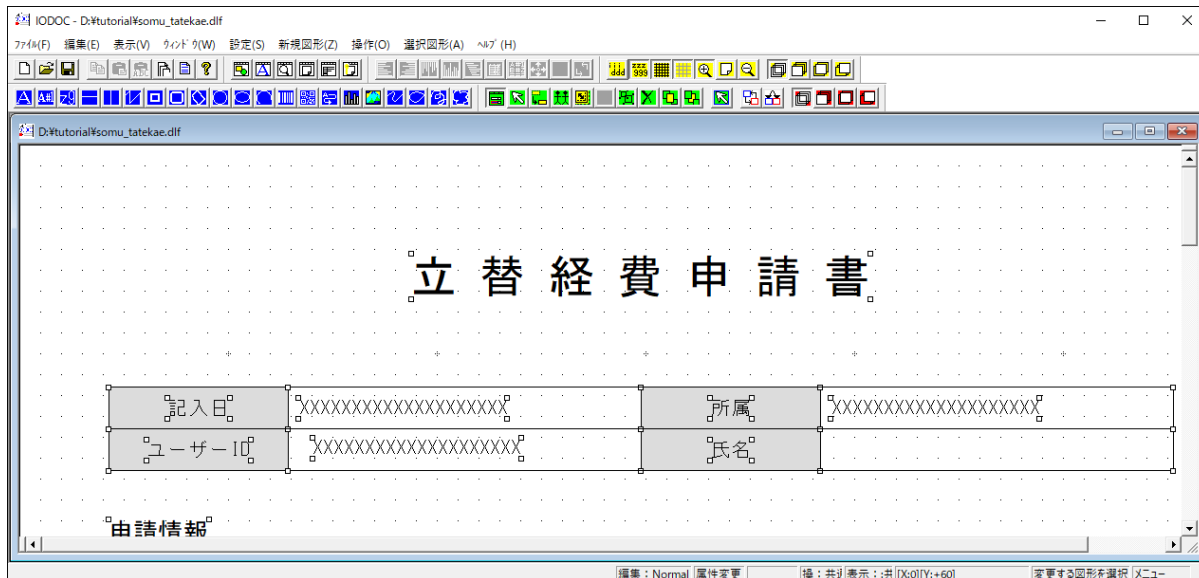 IODOC - D:¥tutorial¥somu_tatekae.dlf
ファイル(F) 編集(E) 表示(V) ウィンドウ(W) 設定(S) 新規図形(Z) 操作(O) 選択図形(A) ヘルプ(H)
D:¥tutorial¥somu_tatekae.dlf
立替経費申請書
記入日 XXXXXXXXXXXXXXXXXXXX 所属 XXXXXXXXXXXXXXXXXXXX
ユーザーID XXXXXXXXXXXXXXXXXXXX 氏名
申請情報
編集：Normal 属性変更 表示：:共 [X:0][Y:+60] 変更する図形を選択 メニュー